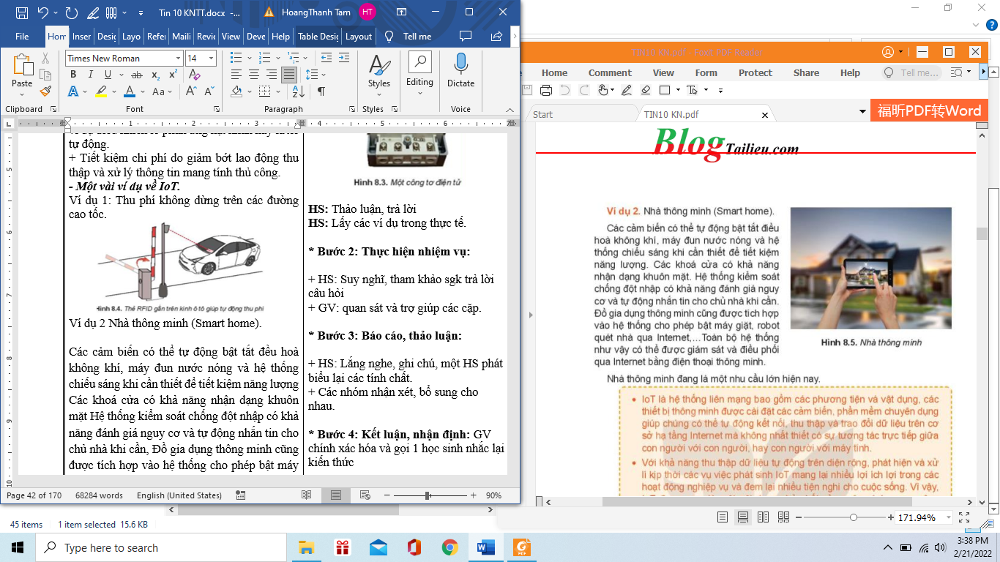 Tin 10 KNTT.docx -...
HoangThanh Tam
HT
File Hom Inser Desig Layo Refer Maili Revie View Deve Help Table Desig Layout Tell me
Times New Roman
14
Paste
Styles
Editing
Dictate
Clipboard
Font
Paragraph
Styles
Voice
tự động.
+ Tiết kiệm chi phí do giảm bớt lao động thu
thập và xử lý thông tin mang tính thủ công.
- Một vài ví dụ về IoT.
Ví dụ 1: Thu phí không dừng trên các đường
cao tốc.
Hình 8.4. Thẻ RFID gắn trên kính ô tô giúp tự động thu phí
Ví dụ 2 Nhà thông minh (Smart home).
Các cảm biến có thể tự động bật tắt đều hoà
không khí, máy đun nước nóng và hệ thống
chiếu sáng khi cần thiết để tiết kiệm năng lượng
Các khoá cửa có khả năng nhận dạng khuôn
mặt Hệ thống kiểm soát chống đột nhập có khả
năng đánh giá nguy cơ và tự động nhắn tin cho
chủ nhà khi cần, Đồ gia dụng thông minh cũng
được tích hợp vào hệ thống cho phép bật máy
Hình 8.3. Một công tơ điện tử
HS: Thảo luận, trả lời
HS: Lấy các ví dụ trong thực tế.
* Bước 2: Thực hiện nhiệm vụ:
+ HS: Suy nghĩ, tham khảo sgk trả lời
câu hỏi
+ GV: quan sát và trợ giúp các cặp.
* Bước 3: Báo cáo, thảo luận:
+ HS: Lắng nghe, ghi chú, một HS phát
biểu lại các tính chất.
+ Các nhóm nhận xét, bổ sung cho
nhau.
* Bước 4: Kết luận, nhận định: GV
chính xác hóa và gọi 1 học sinh nhắc lại
kiến thức
Page 42 of 170
68284 words
English (United States)
90%
45 items
1 item selected 15.6 KB
TIN10 KN.pdf - Foxit PDF Reader
Home Comment View Form Protect Share Help Tell me...
Start
TIN10 KN.pdf
福昕PDF转Word
Blog Tailieu.com
Ví dụ 2. Nhà thông minh (Smart home).
Các cảm biến có thể tự động bật tắt điều
hoà không khí, máy đun nước nóng và hệ
thống chiếu sáng khi cần thiết để tiết kiệm
năng lượng. Các khoá cửa có khả năng
nhận dạng khuôn mặt. Hệ thống kiểm soát
chống đột nhập có khả năng đánh giá nguy
cơ và tự động nhắn tin cho chủ nhà khi cần.
Đồ gia dụng thông minh cũng được tích hợp
vào hệ thống cho phép bật máy giặt, robot
quét nhà qua Internet,...Toàn bộ hệ thống
như vậy có thể được giám sát và điều phối
qua Internet bằng điện thoại thông minh.
Hình 8.5. Nhà thông minh
Nhà thông minh đang là một nhu cầu lớn hiện nay.
• IoT là hệ thống liên mạng bao gồm các phương tiện và vật dụng, các
thiết bị thông minh được cài đặt các cảm biến, phần mềm chuyên dụng
giúp chúng có thể tự động kết nối, thu thập và trao đổi dữ liệu trên cơ
sở hạ tầng Internet mà không nhất thiết có sự tương tác trực tiếp giữa
con người với con người, hay con người với máy tính.
• Với khả năng thu thập dữ liệu tự động trên diện rộng, phát hiện và xử
lí kịp thời các vụ việc phát sinh IoT mang lại nhiều lợi ích lợi trong các
hoạt động nghiệp vụ và đem lại nhiều tiện nghi cho cuộc sống. Vì vậy,
171.94%
Type here to search
3:38 PM
2/21/2022